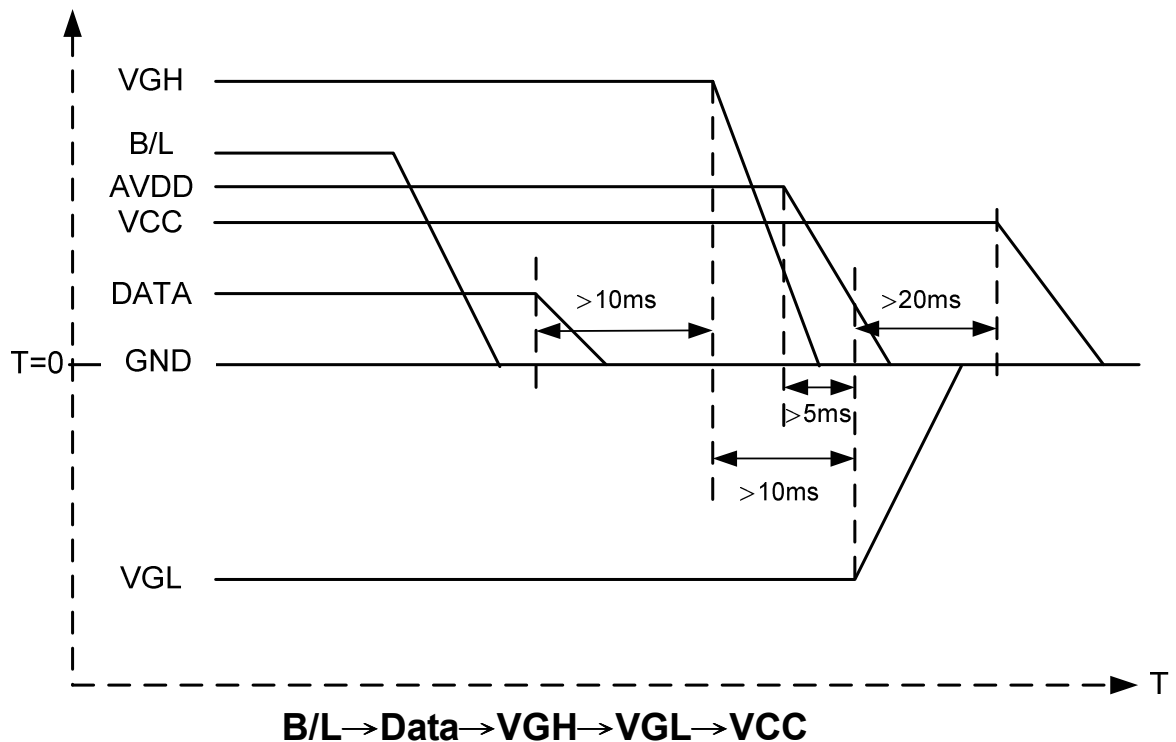 VGH
B/L
AVDD
VCC
DATA
>10ms
>20ms
T=0
GND
>5ms
>10ms
VGL
T
B/L→Data→VGH→VGL→VCC